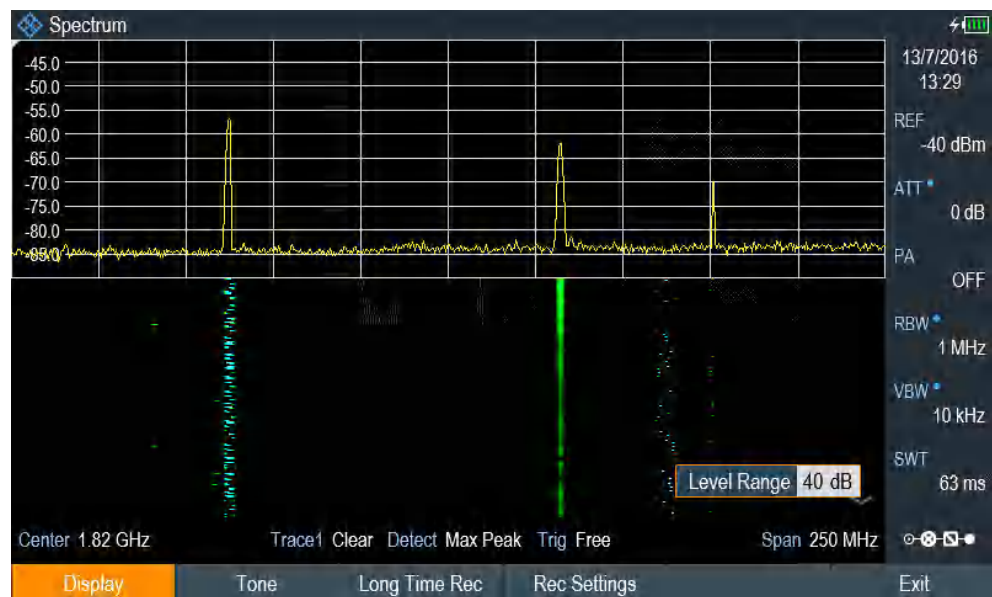 Spectrum
-45.0
-50.0
-55.0
-60.0
-65.0
-70.0
-75.0
-80.0
-85.0
13/7/2016
13:29
REF
-40 dBm
ATT
0 dB
PA
OFF
RBW
1 MHz
VBW
10 kHz
SWT
63 ms
Level Range 40 dB
Center 1.82 GHz Trace1 Clear Detect Max Peak Trig Free Span 250 MHz
Display Tone Long Time Rec Rec Settings Exit